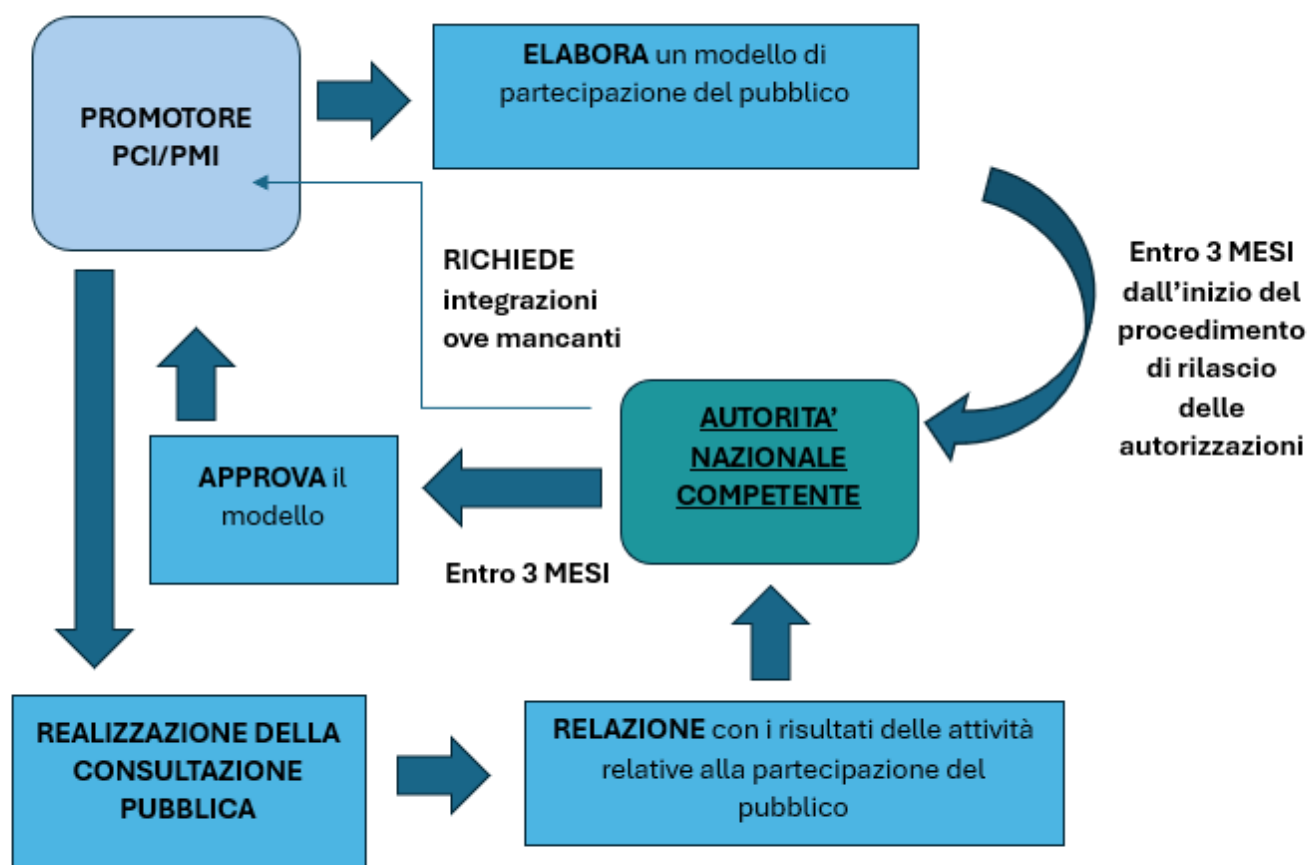 PROMOTORE
PCI/PMI
ELABORA un modello di
partecipazione del pubblico
Entro 3 MESI
dall'inizio del
procedimento
di rilascio
delle
autorizzazioni
RICHIEDE
integrazioni
ove mancanti
AUTORITA'
NAZIONALE
COMPETENTE
APPROVA il
modello
Entro 3 MESI
REALIZZAZIONE DELLA
CONSULTAZIONE
PUBBLICA
RELAZIONE con i risultati delle attività
relative alla partecipazione del
pubblico